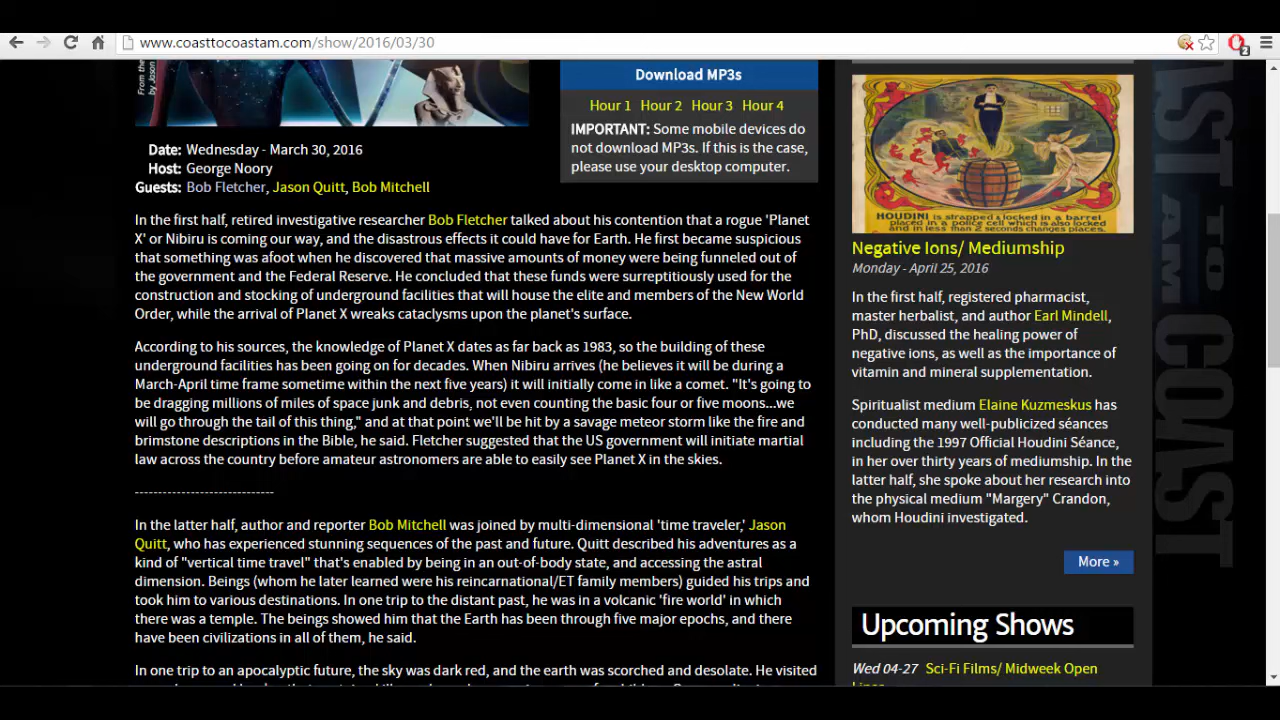 www.coasttocoastam.com/show/2016/03/30
2
Download MP3s
Hour 1 Hour 2 Hour 3 Hour 4
IMPORTANT: Some mobile devices do
not download MP3s. If this is the case,
please use your desktop computer.
From the
by Jason
Date: Wednesday - March 30, 2016
Host: George Noory
Guests: Bob Fletcher, Jason Quitt, Bob Mitchell
In the first half, retired investigative researcher Bob Fletcher talked about his contention that a rogue 'Planet
X' or Nibiru is coming our way, and the disastrous effects it could have for Earth. He first became suspicious
that something was afoot when he discovered that massive amounts of money were being funneled out of
the government and the Federal Reserve. He concluded that these funds were surreptitiously used for the
construction and stocking of underground facilities that will house the elite and members of the New World
Order, while the arrival of Planet X wreaks cataclysms upon the planet's surface.
According to his sources, the knowledge of Planet X dates as far back as 1983, so the building of these
underground facilities has been going on for decades. When Nibiru arrives (he believes it will be during a
March-April time frame sometime within the next five years) it will initially come in like a comet. "It's going to
be dragging millions of miles of space junk and debris, not even counting the basic four or five moons...we
will go through the tail of this thing," and at that point we'll be hit by a savage meteor storm like the fire and
brimstone descriptions in the Bible, he said. Fletcher suggested that the US government will initiate martial
law across the country before amateur astronomers are able to easily see Planet X in the skies.
------------------------------
In the latter half, author and reporter Bob Mitchell was joined by multi-dimensional 'time traveler,' Jason
Quitt, who has experienced stunning sequences of the past and future. Quitt described his adventures as a
kind of "vertical time travel" that's enabled by being in an out-of-body state, and accessing the astral
dimension. Beings (whom he later learned were his reincarnational/ET family members) guided his trips and
took him to various destinations. In one trip to the distant past, he was in a volcanic 'fire world' in which
there was a temple. The beings showed him that the Earth has been through five major epochs, and there
have been civilizations in all of them, he said.
In one trip to an apocalyptic future, the sky was dark red, and the earth was scorched and desolate. He visited
HOUDINI is strapped & locked in a barrel
placed in a police cell which is also locked
and in less than 2 seconds changes places.
Negative Ions/ Mediumship
Monday - April 25, 2016
In the first half, registered pharmacist,
master herbalist, and author Earl Mindell,
PhD, discussed the healing power of
negative ions, as well as the importance of
vitamin and mineral supplementation.
Spiritualist medium Elaine Kuzmeskus has
conducted many well-publicized séances
including the 1997 Official Houdini Séance,
in her over thirty years of mediumship. In the
latter half, she spoke about her research into
the physical medium "Margery" Crandon,
whom Houdini investigated.
More »
Upcoming Shows
Wed 04-27 Sci-Fi Films/ Midweek Open
AST TO COAST
AM